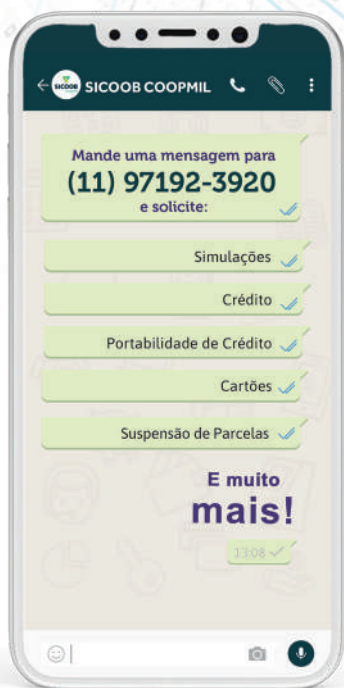 SICOOB
SICOOB COOPMIL
Mande uma mensagem para
(11) 97192-3920
e solicite:
Simulações
Crédito
Portabilidade de Crédito
Cartões
Suspensão de Parcelas
E muito
mais!
13:08